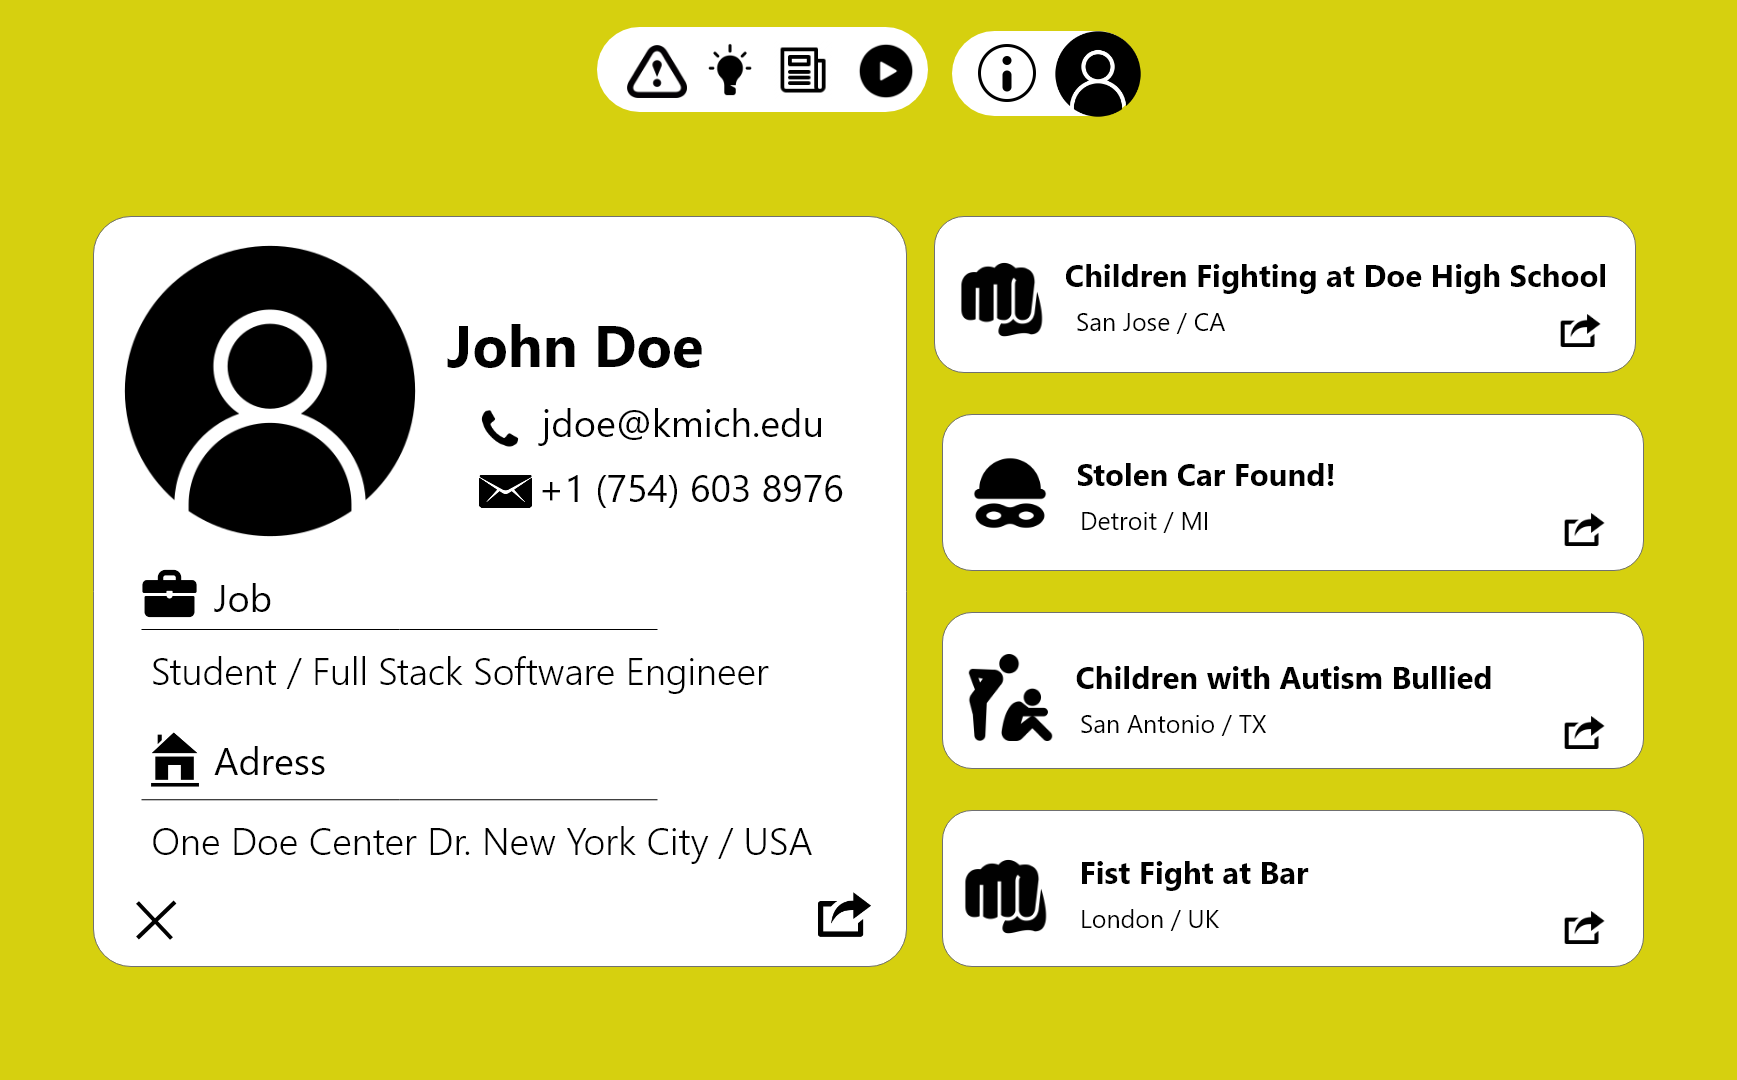 John Doe
jdoe@kmich.edu
+1 (754) 603 8976
Job
Student / Full Stack Software Engineer
Adress
One Doe Center Dr. New York City / USA
Children Fighting at Doe High School
San Jose / CA
Stolen Car Found!
Detroit / MI
Children with Autism Bullied
San Antonio / TX
Fist Fight at Bar
London / UK